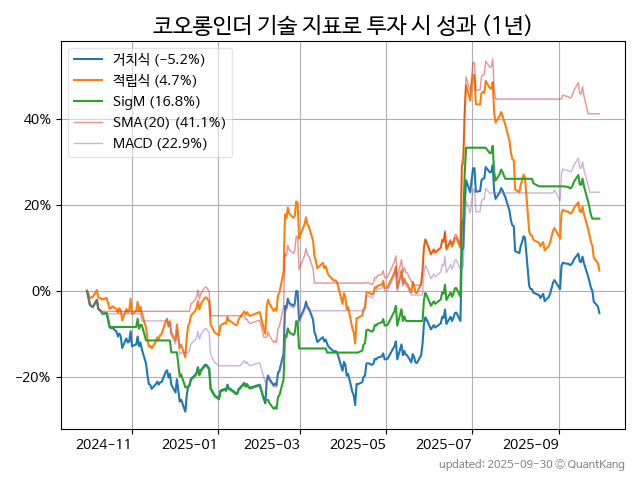 코오롱인더 기술 지표로 투자 시 성과 (1년)
거치식 (−5.2%)
적립식 (4.7%)
SigM (16.8%)
SMA(20) (41.1%)
MACD (22.9%)
40%
20%
0%
−20%
2024-11 2025-01 2025-03 2025-05 2025-07 2025-09
updated: 2025-09-30 © QuantKang